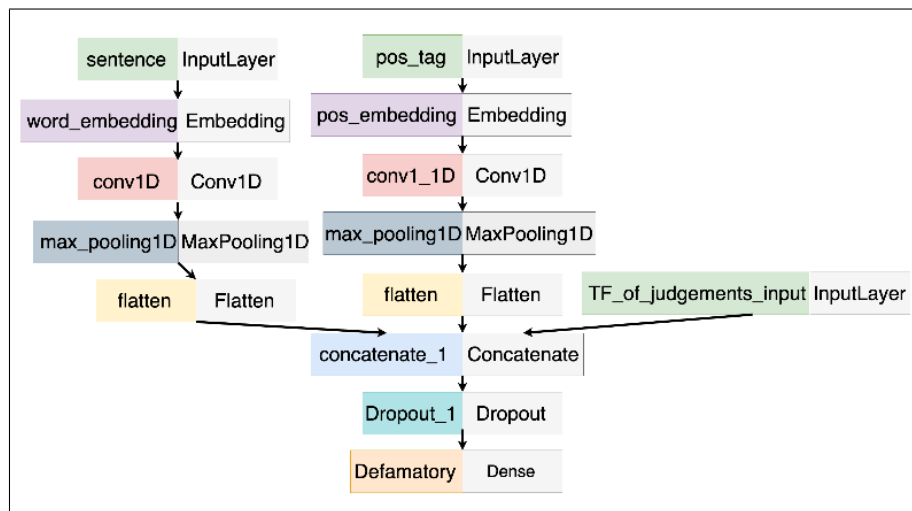 sentence InputLayer
pos_tag InputLayer
word_embedding Embedding
pos_embedding Embedding
conv1D Conv1D
conv1_1D Conv1D
max_pooling1D MaxPooling1D
max_pooling1D MaxPooling1D
flatten Flatten
flatten Flatten
TF_of_judgements_input InputLayer
concatenate_1 Concatenate
Dropout_1 Dropout
Defamatory Dense